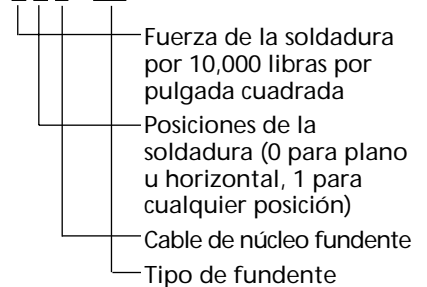 Fuerza de la soldadura
por 10,000 libras por
pulgada cuadrada
Posiciones de la
soldadura (0 para plano
u horizontal, 1 para
cualquier posición)
Cable de núcleo fundente
Tipo de fundente